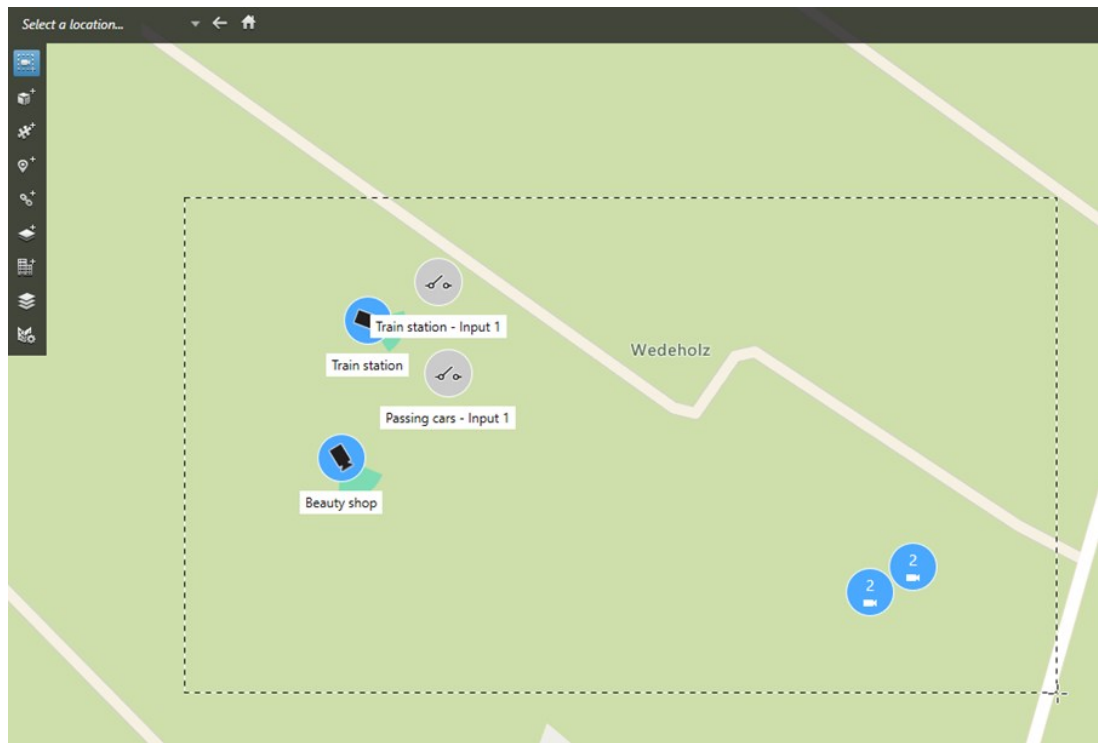 Select a location...
Train station - Input 1
Wedeholz
Train station
Passing cars - Input 1
Beauty shop
2
2